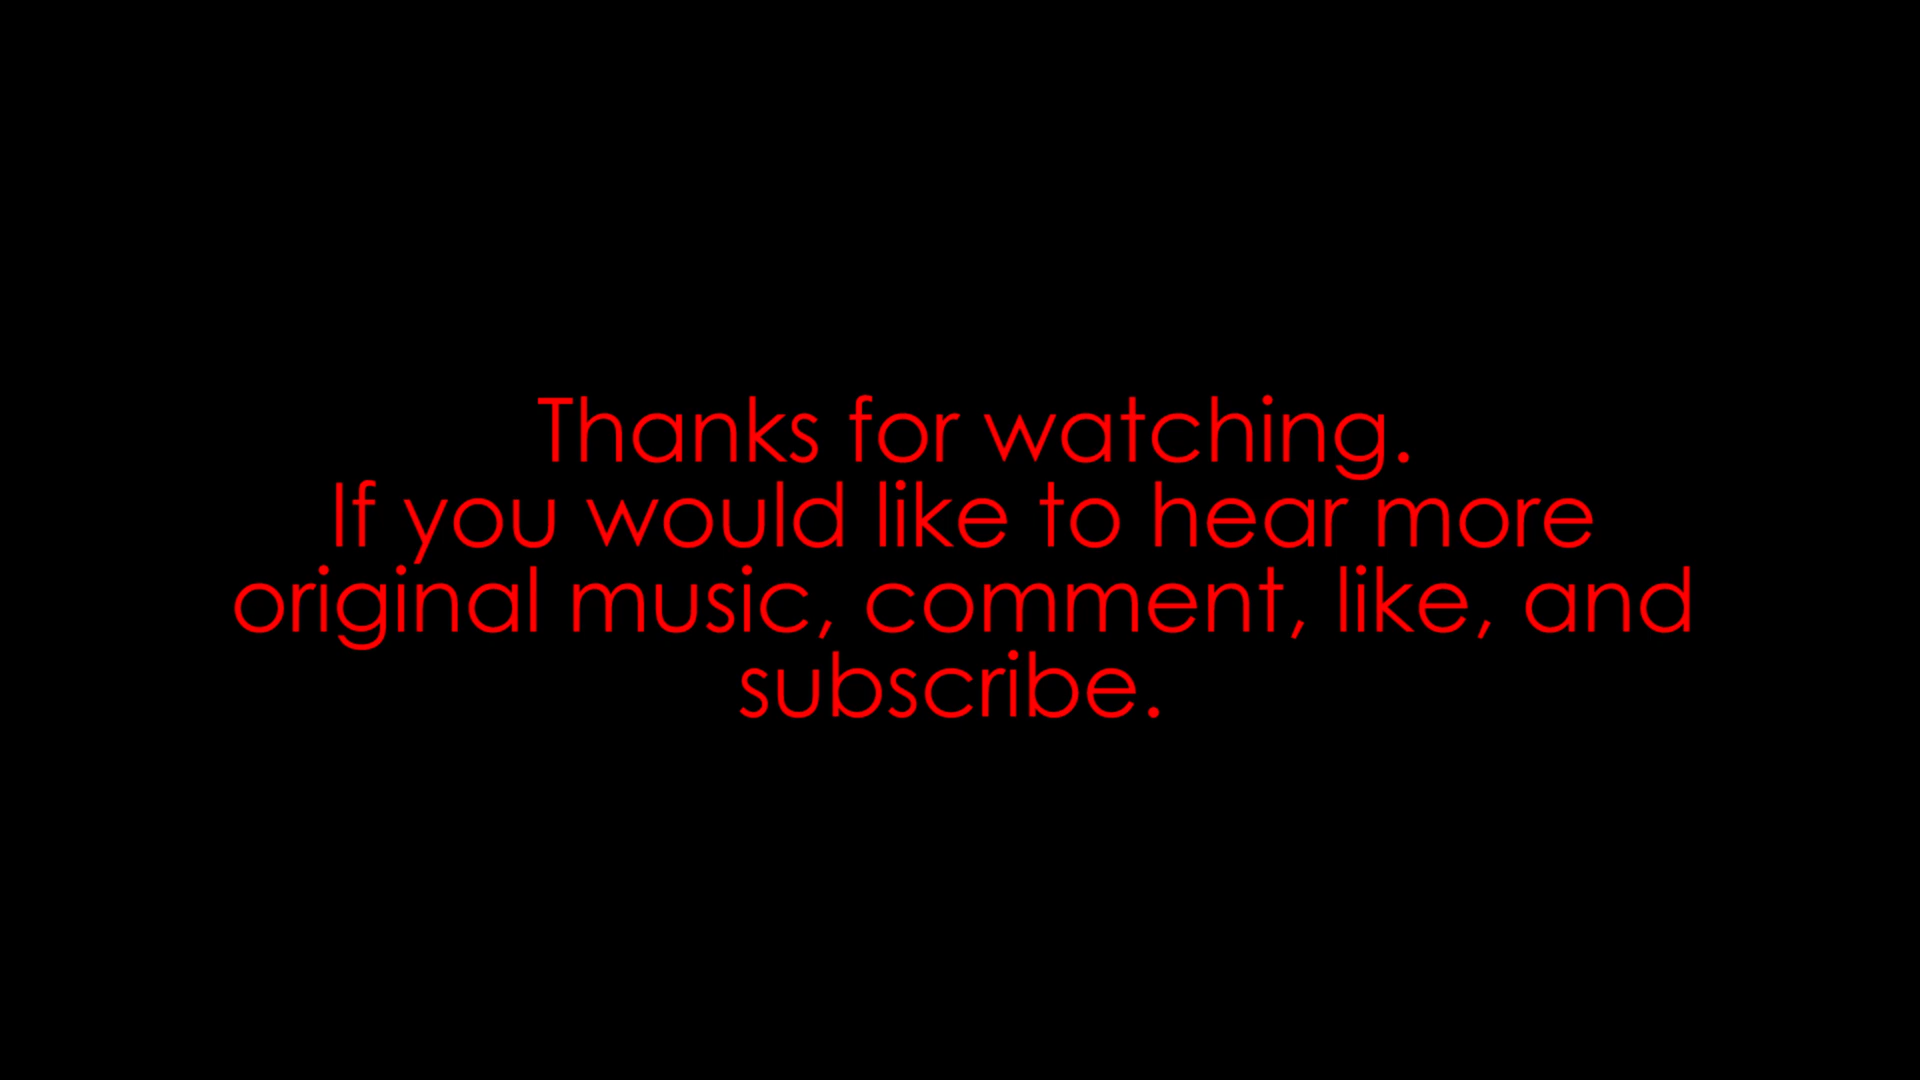 Thanks for watching.
If you would like to hear more
original music, comment, like, and
subscribe.